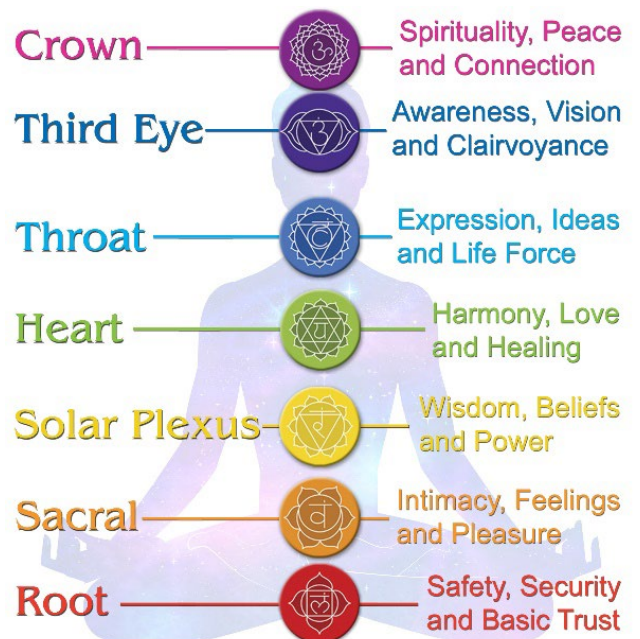 Crown
Spirituality, Peace
and Connection
ॐ
Third Eye
Awareness, Vision
and Clairvoyance
Throat
Expression, Ideas
and Life Force
Heart
Harmony, Love
and Healing
Solar Plexus
Wisdom, Beliefs
and Power
Sacral
Intimacy, Feelings
and Pleasure
वं
Root
Safety, Security
and Basic Trust